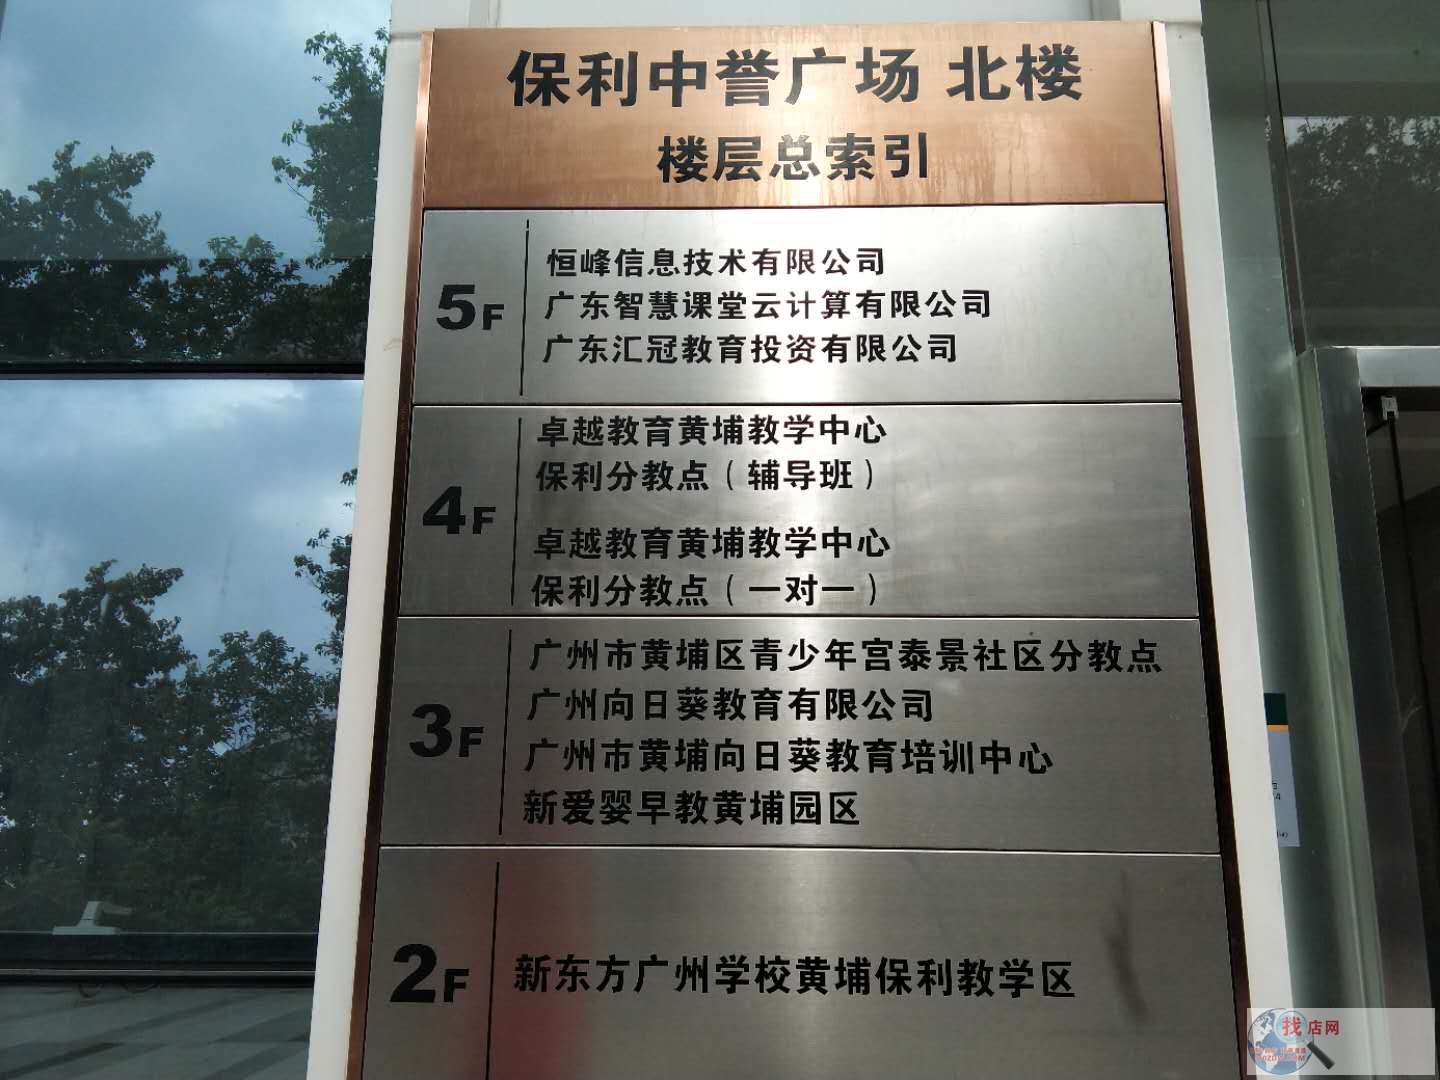 保利中誉广场 北楼
楼层总索引
5F
恒峰信息技术有限公司
广东智慧课堂云计算有限公司
广东汇冠教育投资有限公司
4F
卓越教育黄埔教学中心
保利分教点（辅导班）
卓越教育黄埔教学中心
保利分教点（一对一）
3F
广州市黄埔区青少年宫泰景社区分教点
广州向日葵教育有限公司
广州市黄埔向日葵教育培训中心
新爱婴早教黄埔园区
2F
新东方广州学校黄埔保利教学区
找店网